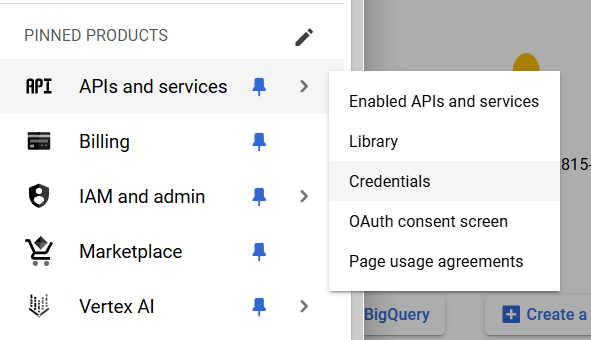 PINNED PRODUCTS
API APIs and services
Billing
IAM and admin
Marketplace
Vertex AI
Enabled APIs and services
Library
Credentials
OAuth consent screen
Page usage agreements
815-
BigQuery
Create a